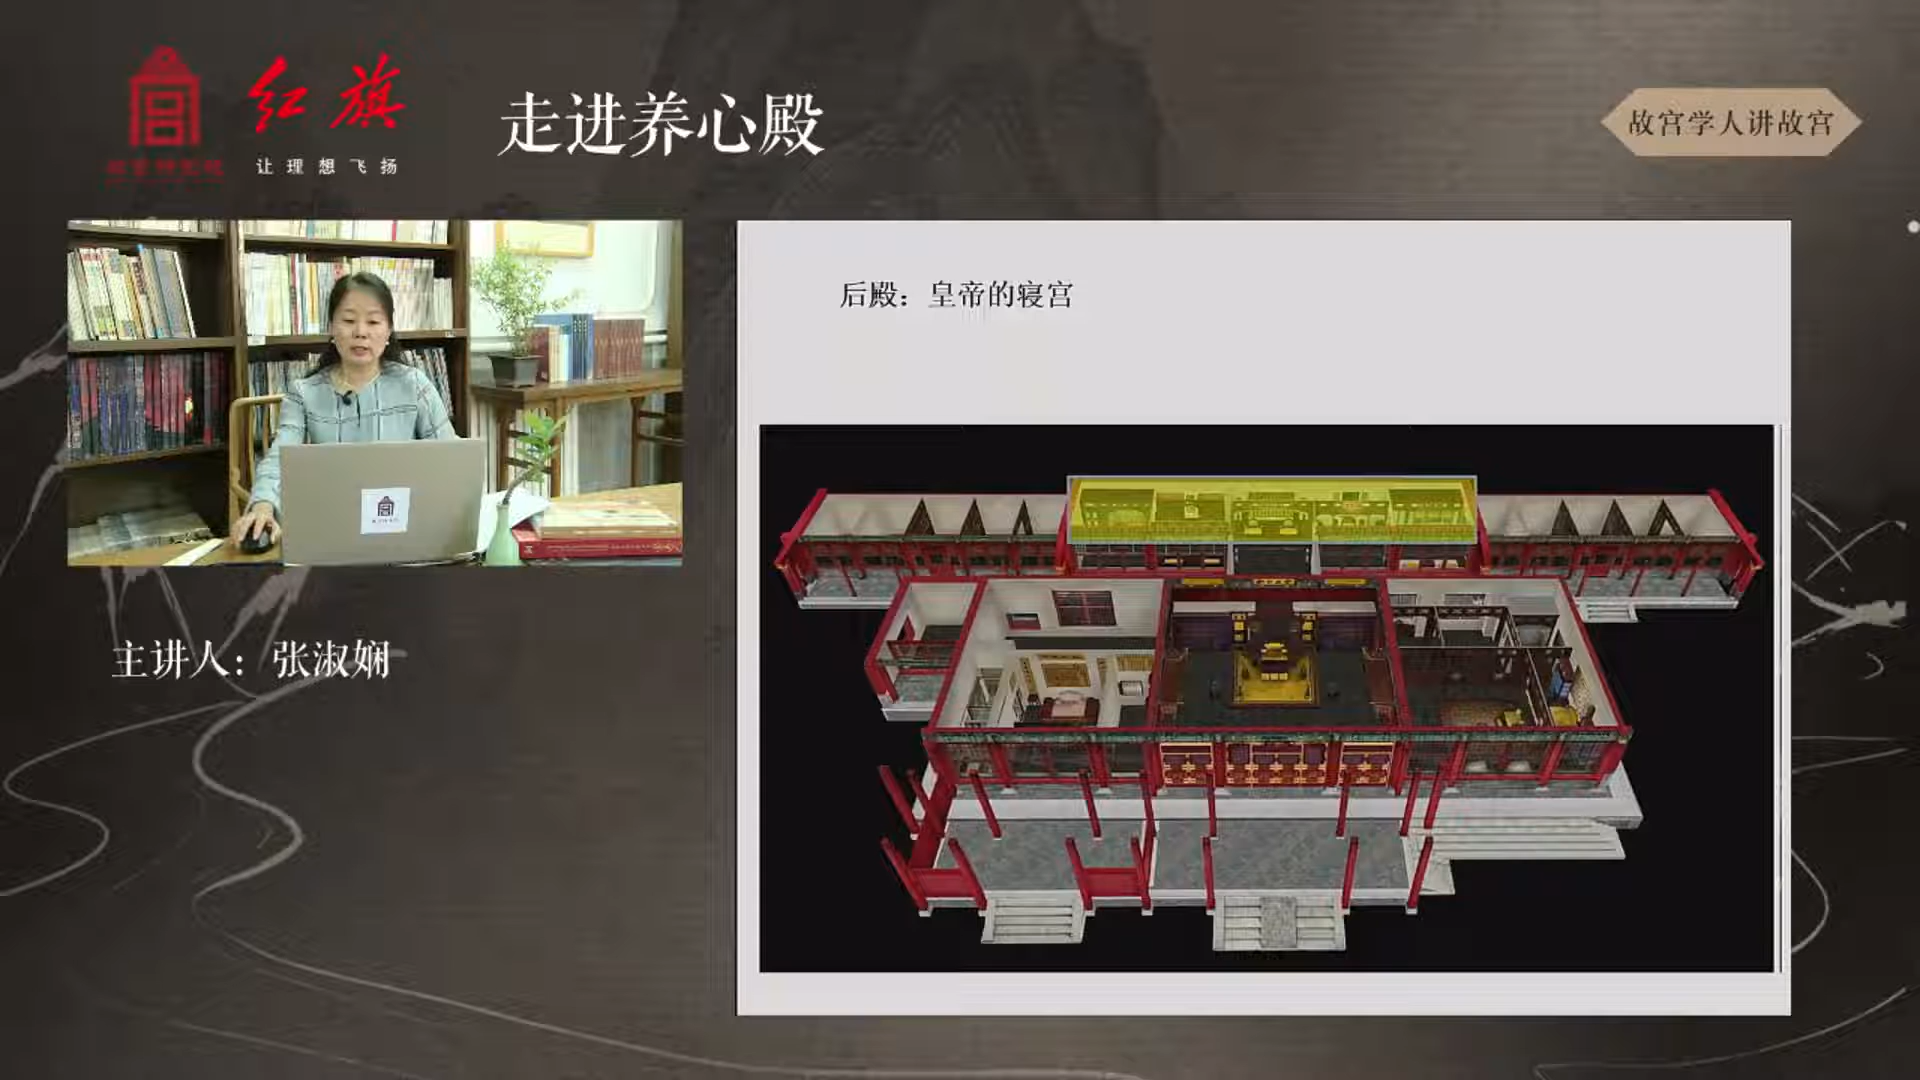 红旗
让理想飞扬
走进养心殿
故宫学人讲故宫
后殿：皇帝的寝宫
主讲人：张淑娴